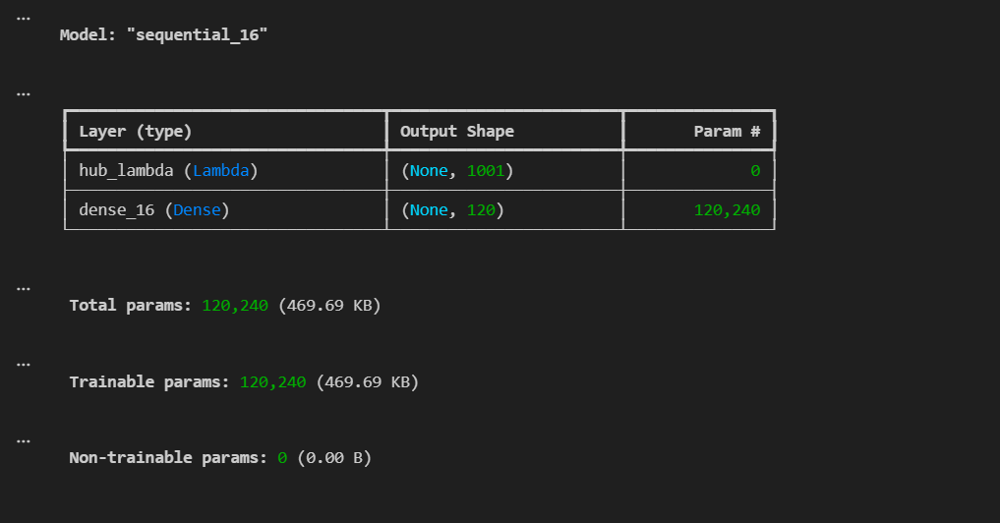 ...
Model: "sequential_16"
...
Layer (type) Output Shape Param #
hub_lambda (Lambda) (None, 1001) 0
dense_16 (Dense) (None, 120) 120,240
...
Total params: 120,240 (469.69 KB)
...
Trainable params: 120,240 (469.69 KB)
...
Non-trainable params: 0 (0.00 B)